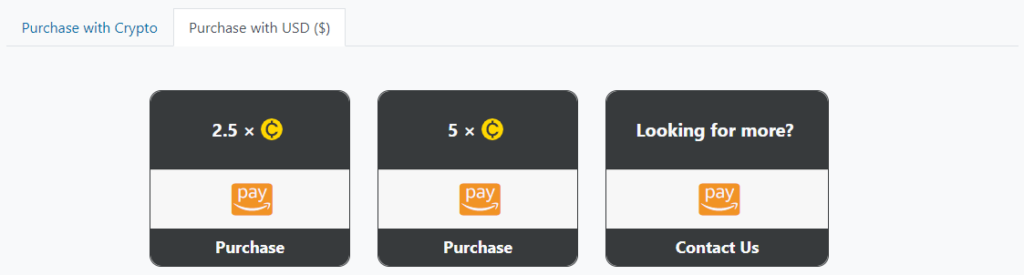 Purchase with Crypto Purchase with USD ($)
2.5 × ₵ 5 × ₵ Looking for more?
pay pay pay
Purchase Purchase Contact Us